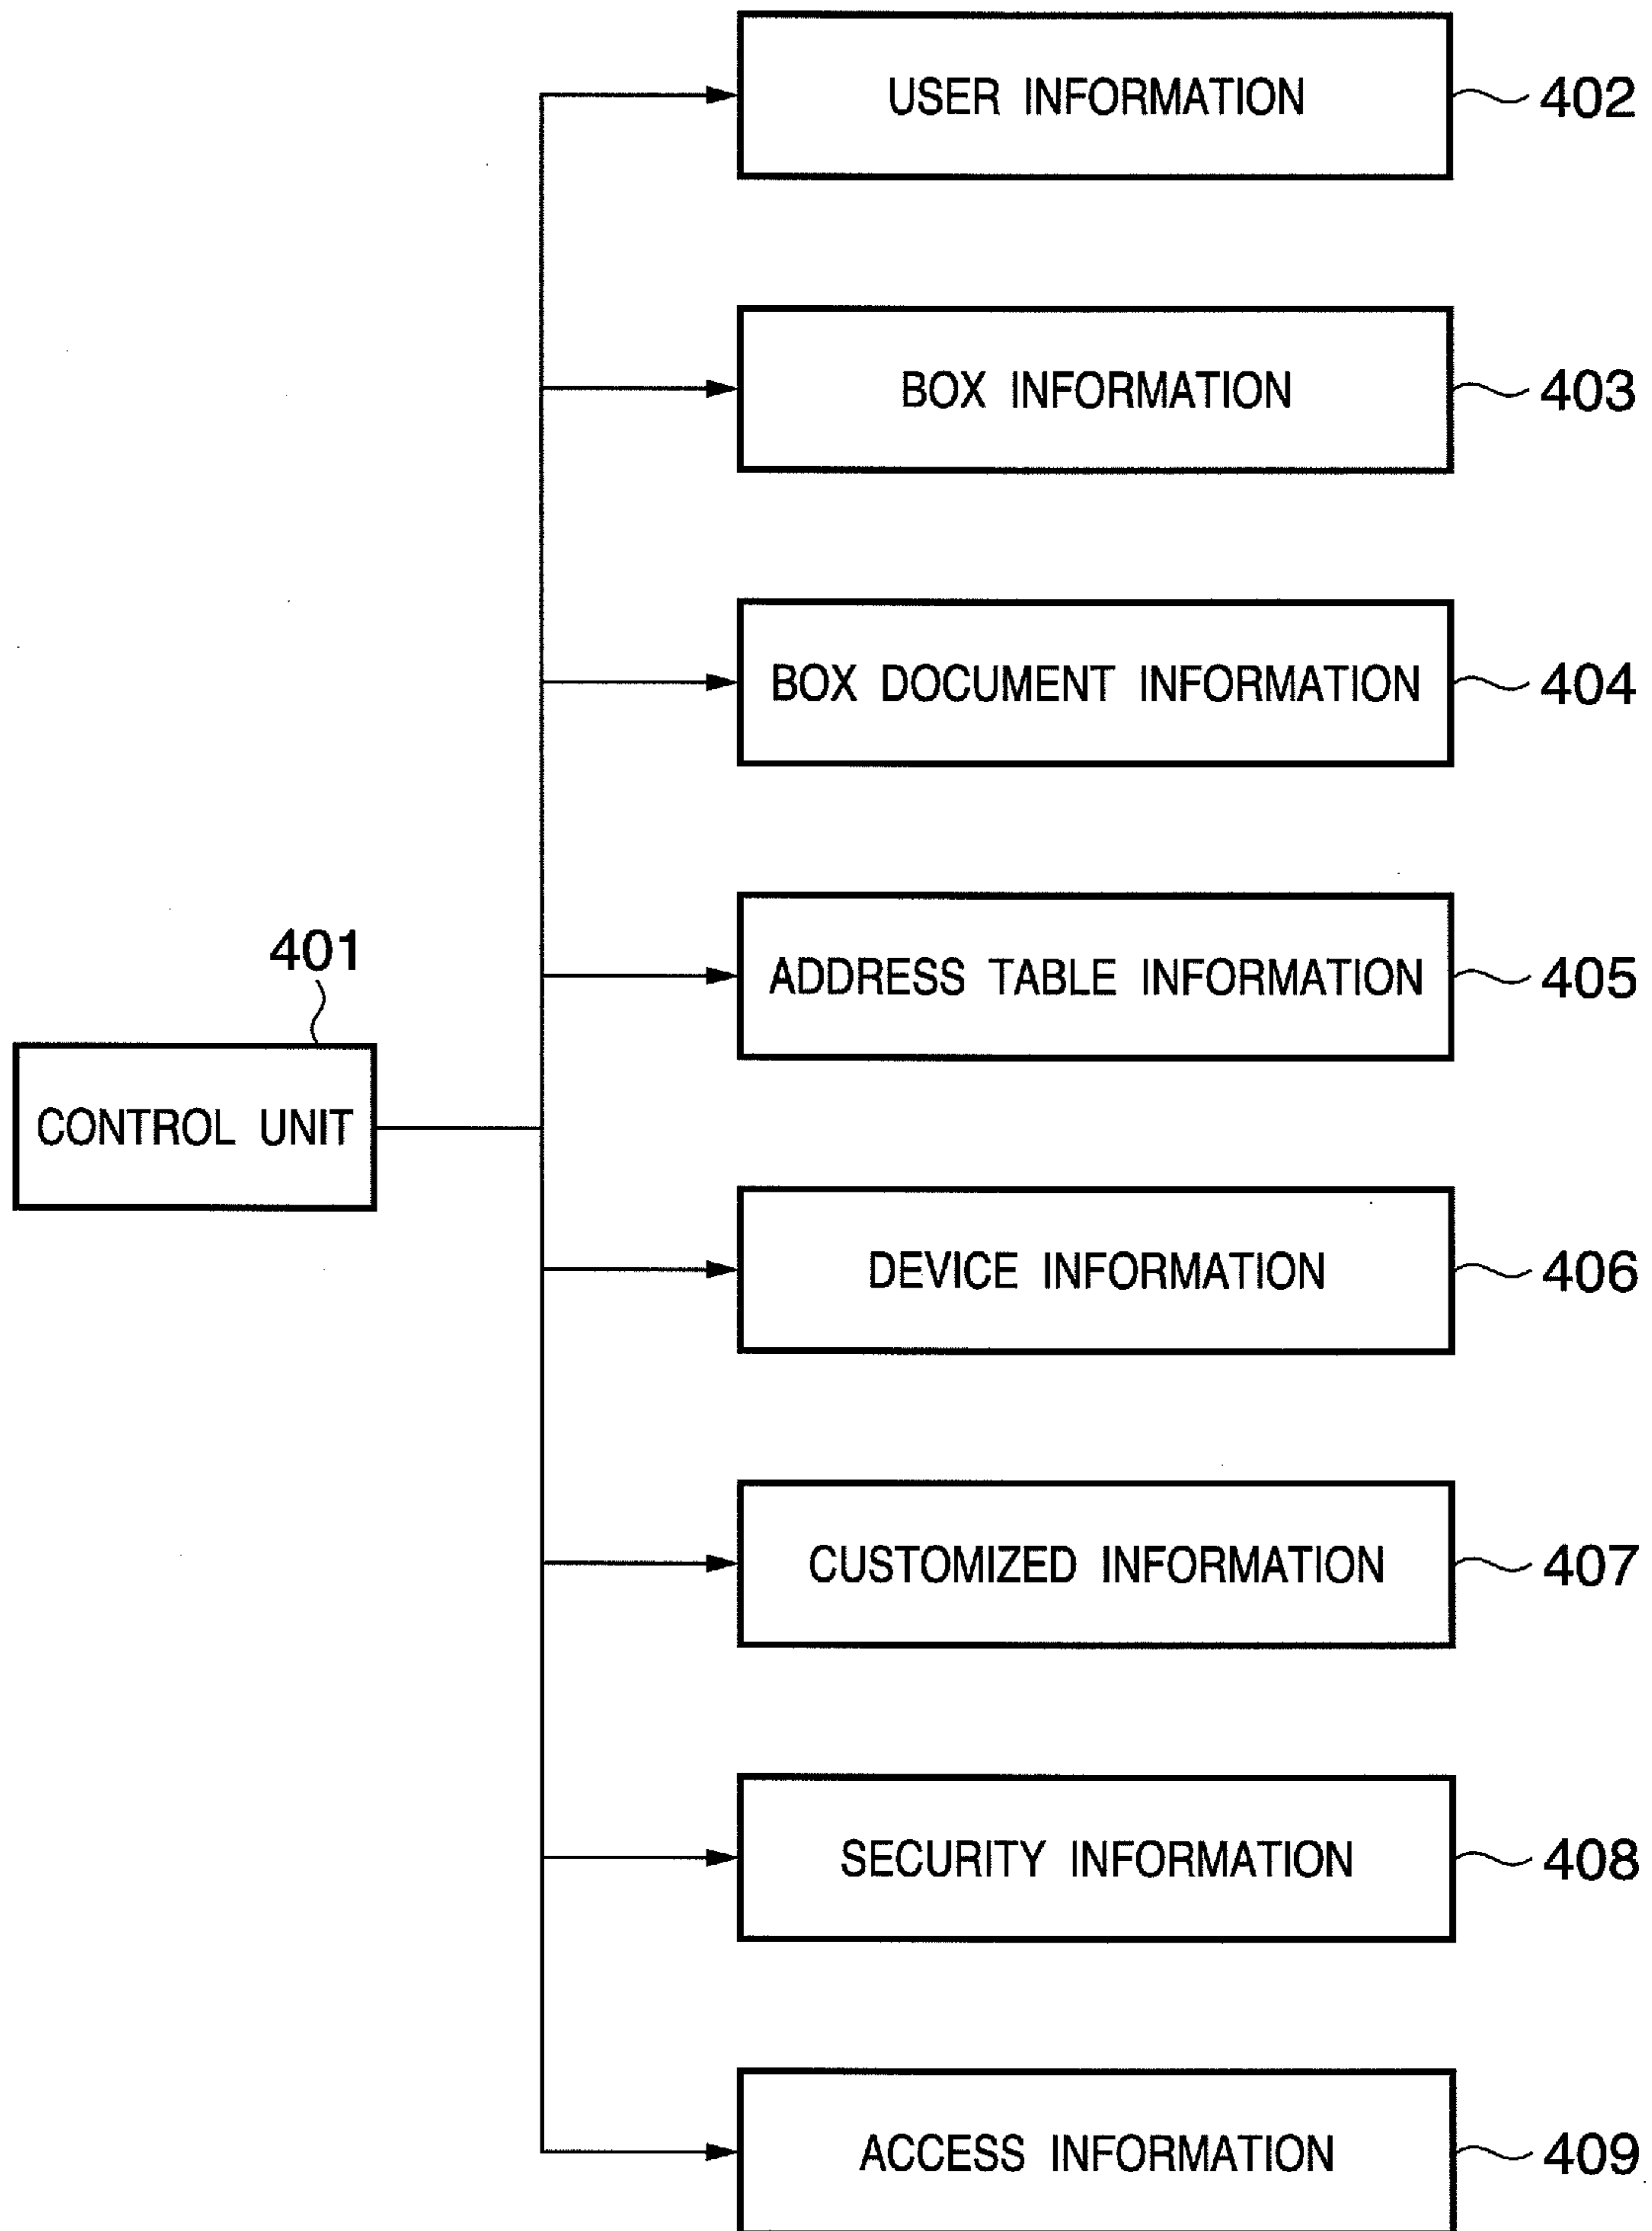 USER INFORMATION
402
BOX INFORMATION
403
BOX DOCUMENT INFORMATION
404
ADDRESS TABLE INFORMATION
405
401
CONTROL UNIT
DEVICE INFORMATION
406
CUSTOMIZED INFORMATION
407
SECURITY INFORMATION
408
ACCESS INFORMATION
409